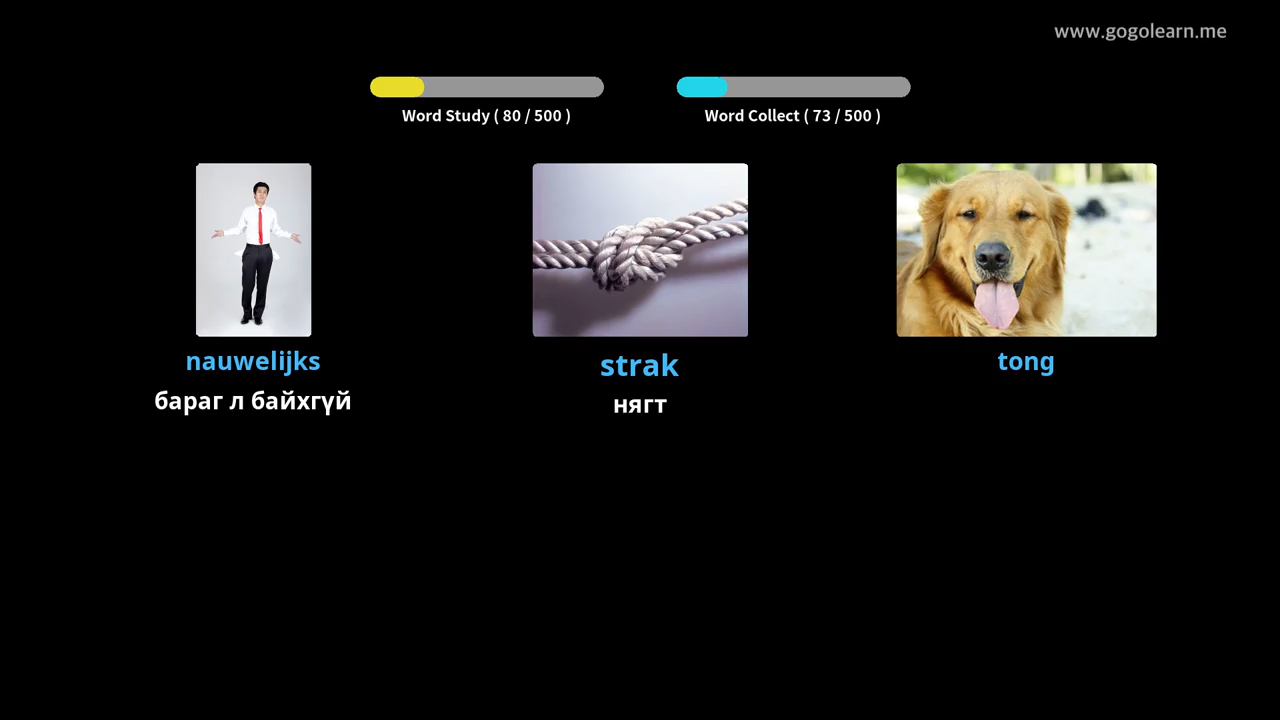 www.gogolearn.me
Word Study ( 80 / 500 )
Word Collect ( 73 / 500 )
nauwelijks
бараг л байхгүй
strak
нягт
tong